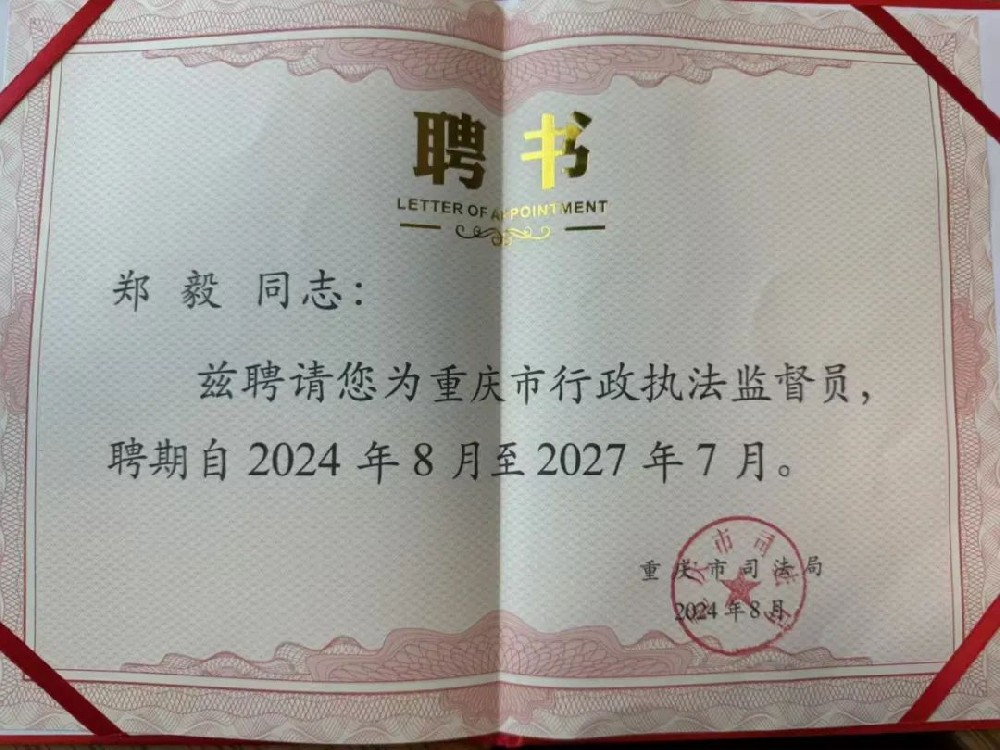 聘书
LETTER OF APPOINTMENT
郑 毅 同志：
兹聘请您为重庆市行政执法监督员，
聘期自 2024 年 8 月至 2027 年 7 月。
重庆市司法局
2024 年 8 月